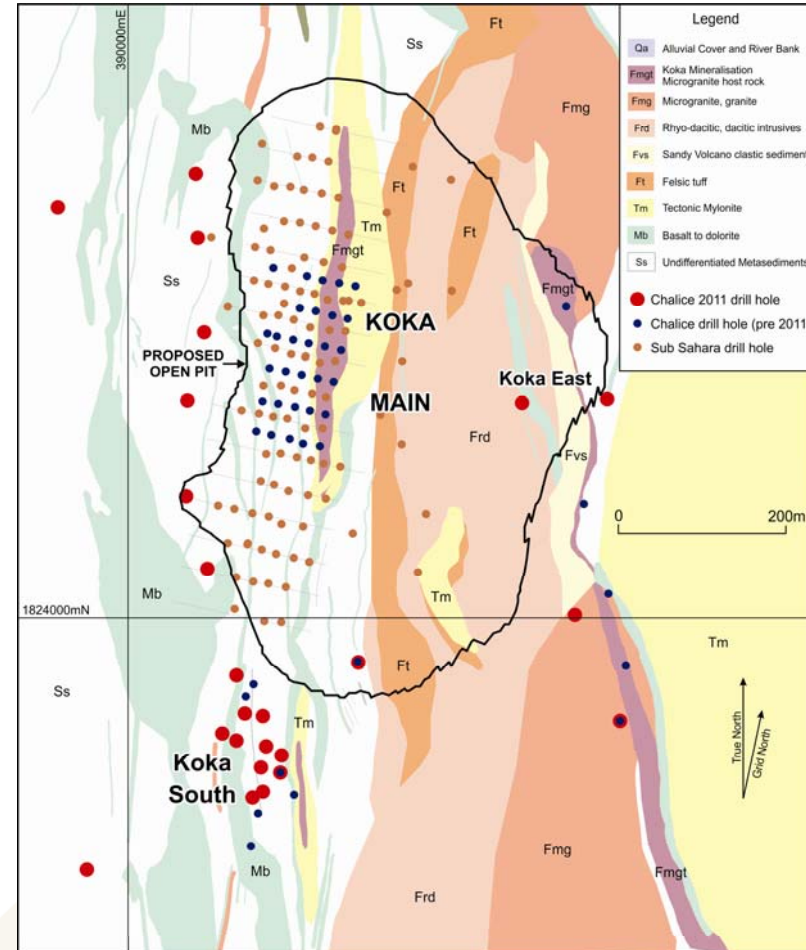 390000mE
Ss
Ft
Fmg
Mb
Ft
Tm
Ft
Ss
Fmgt
Fmgt
KOKA
PROPOSED
OPEN PIT
MAIN
Koka East
Frd
Fvs
0 200m
Mb
Tm
1824000mN
Tm
Ft
Ss
Tm
True North
Grid North
Koka
South
Fmg
Mb
Fmgt
Frd
Legend
Qa Alluvial Cover and River Bank
Fmgt Koka Mineralisation
Microgranite host rock
Fmg Microgranite, granite
Frd Rhyo-dacitic, dacitic intrusives
Fvs Sandy Volcano clastic sediment
Ft Felsic tuff
Tm Tectonic Mylonite
Mb Basalt to dolorite
Ss Undifferentiated Metasediments
Chalice 2011 drill hole
Chalice drill hole (pre 2011
Sub Sahara drill hole